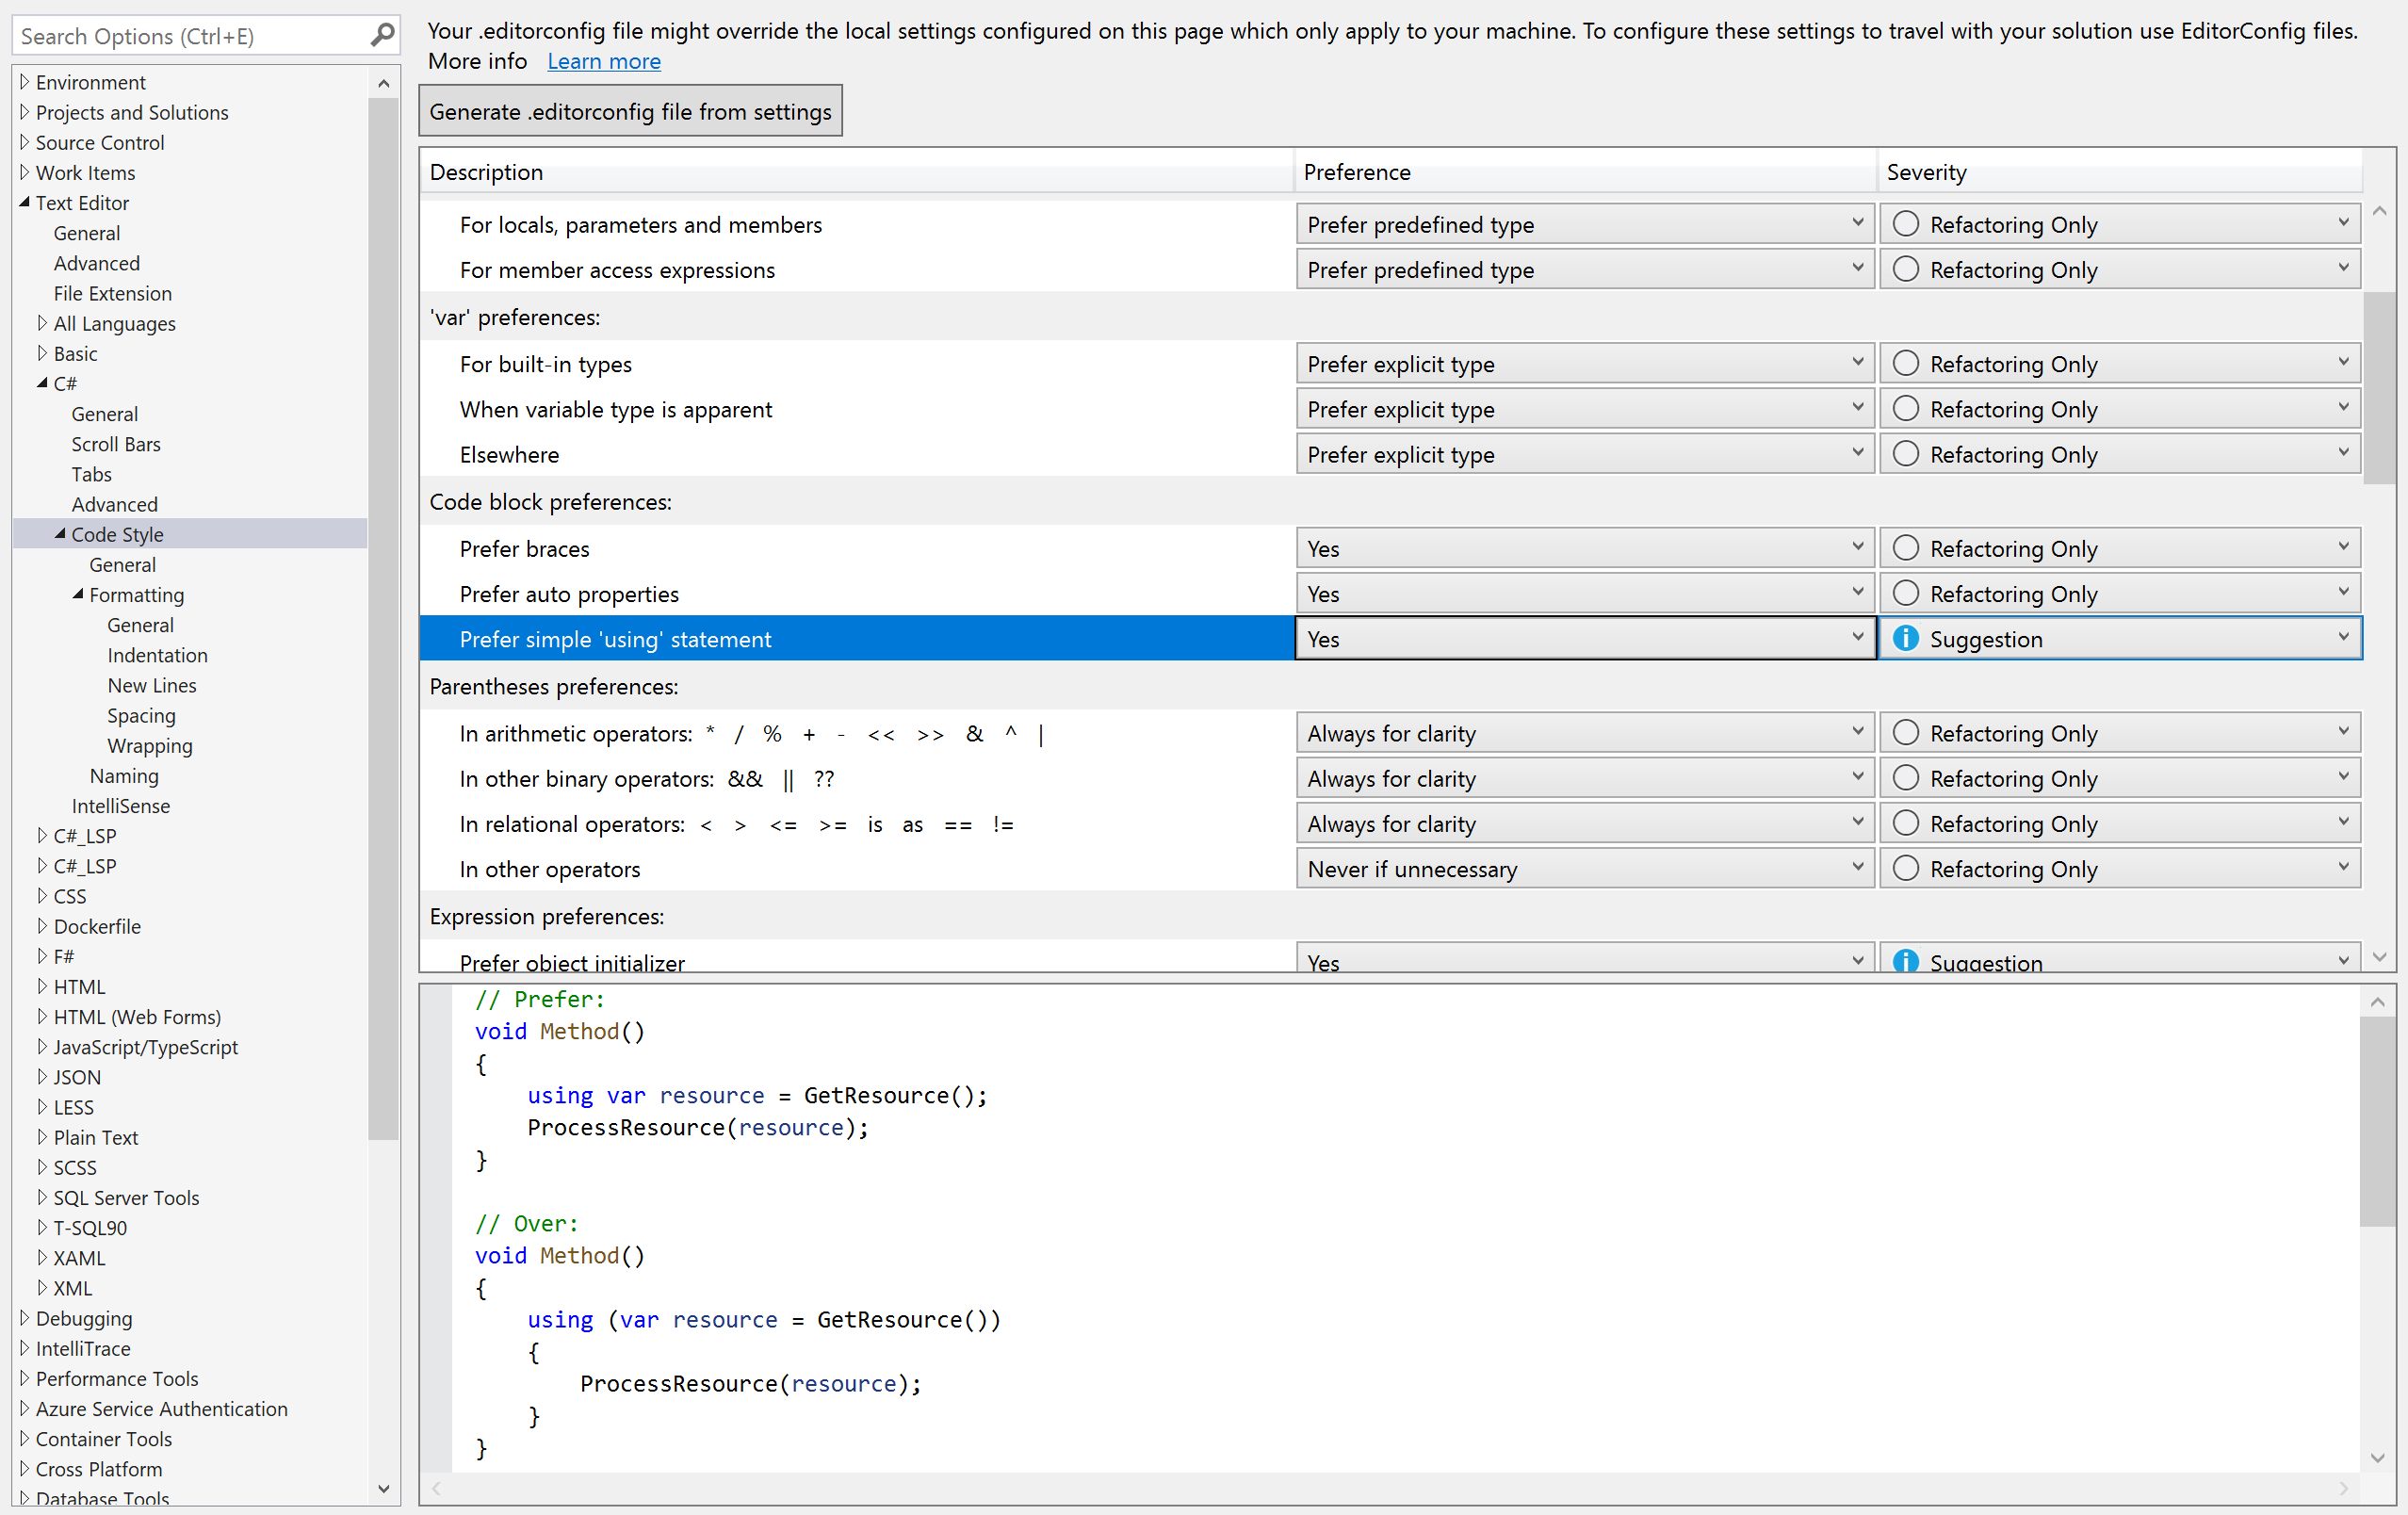 Search Options (Ctrl+E)
Environment
Projects and Solutions
Source Control
Work Items
Text Editor
General
Advanced
File Extension
All Languages
Basic
C#
General
Scroll Bars
Tabs
Advanced
Code Style
General
Formatting
General
Indentation
New Lines
Spacing
Wrapping
Naming
IntelliSense
C#_LSP
C#_LSP
CSS
Dockerfile
F#
HTML
HTML (Web Forms)
JavaScript/TypeScript
JSON
LESS
Plain Text
SCSS
SQL Server Tools
T-SQL90
XAML
XML
Debugging
IntelliTrace
Performance Tools
Azure Service Authentication
Container Tools
Cross Platform
Database Tools
Your .editorconfig file might override the local settings configured on this page which only apply to your machine. To configure these settings to travel with your solution use EditorConfig files.
More info Learn more
Generate .editorconfig file from settings
Description Preference Severity
For locals, parameters and members Prefer predefined type Refactoring Only
For member access expressions Prefer predefined type Refactoring Only
'var' preferences:
For built-in types Prefer explicit type Refactoring Only
When variable type is apparent Prefer explicit type Refactoring Only
Elsewhere Prefer explicit type Refactoring Only
Code block preferences:
Prefer braces Yes Refactoring Only
Prefer auto properties Yes Refactoring Only
Prefer simple 'using' statement Yes Suggestion
Parentheses preferences:
In arithmetic operators: * / % + - << >> & ^ | Always for clarity Refactoring Only
In other binary operators: && || ?? Always for clarity Refactoring Only
In relational operators: < > <= >= is as == != Always for clarity Refactoring Only
In other operators Never if unnecessary Refactoring Only
Expression preferences:
Prefer object initializer Yes Suggestion
// Prefer:
void Method()
{
using var resource = GetResource();
ProcessResource(resource);
}
// Over:
void Method()
{
using (var resource = GetResource())
{
ProcessResource(resource);
}
}